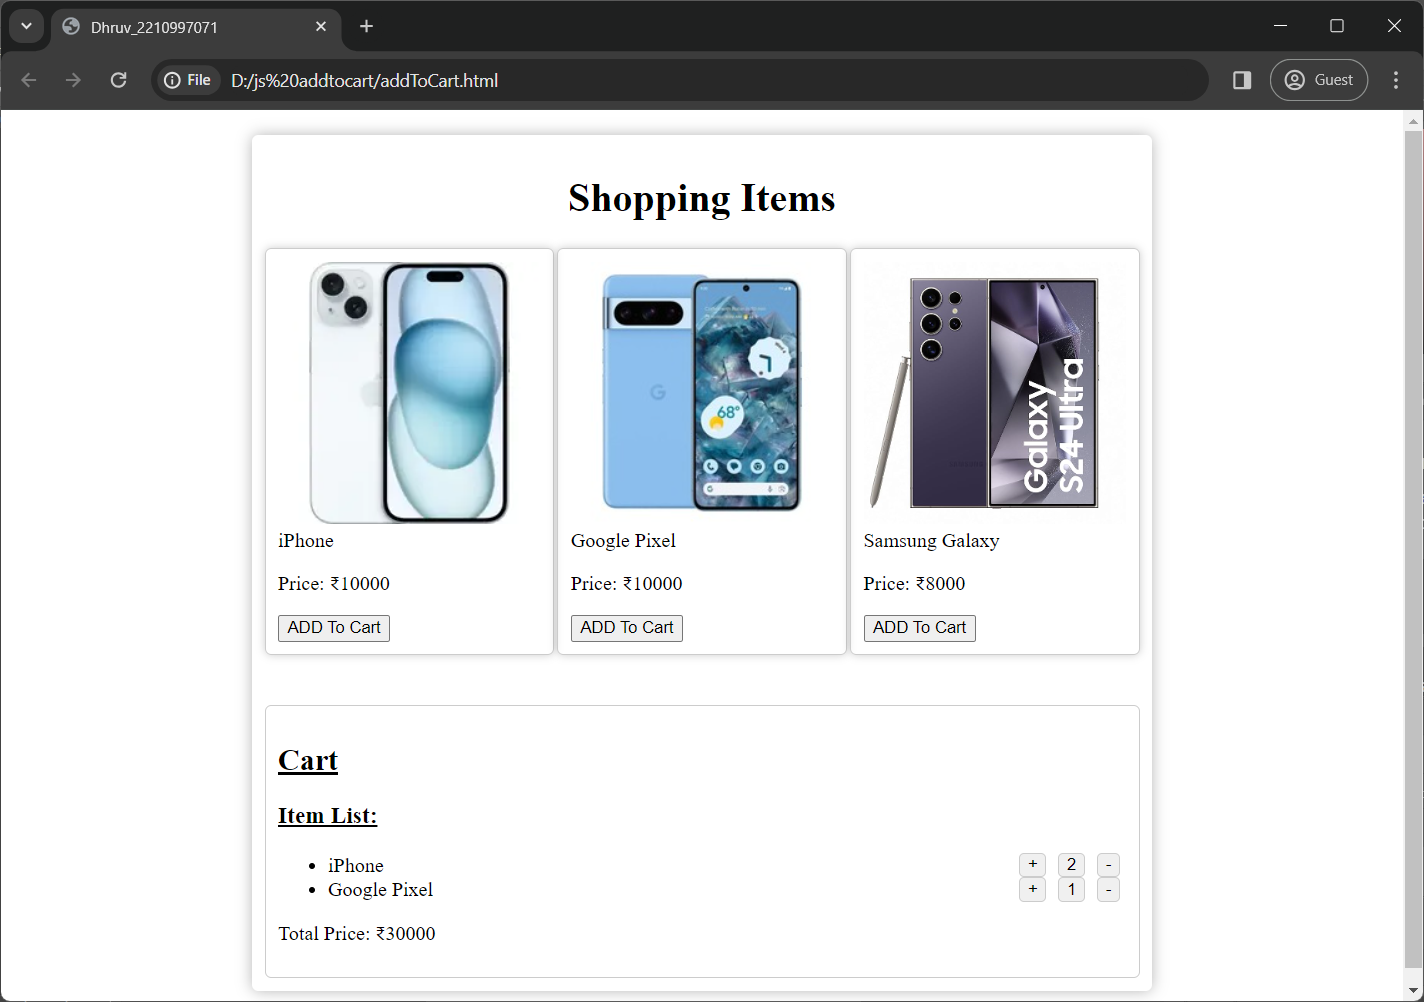 Dhruv_2210997071
File D:/js%20addtocart/addToCart.html Guest
Shopping Items
68°
Galaxy
S24 Ultra
iPhone Google Pixel Samsung Galaxy
Price: ₹10000 Price: ₹10000 Price: ₹8000
ADD To Cart ADD To Cart ADD To Cart
Cart
Item List:
iPhone + 2 -
Google Pixel + 1 -
Total Price: ₹30000